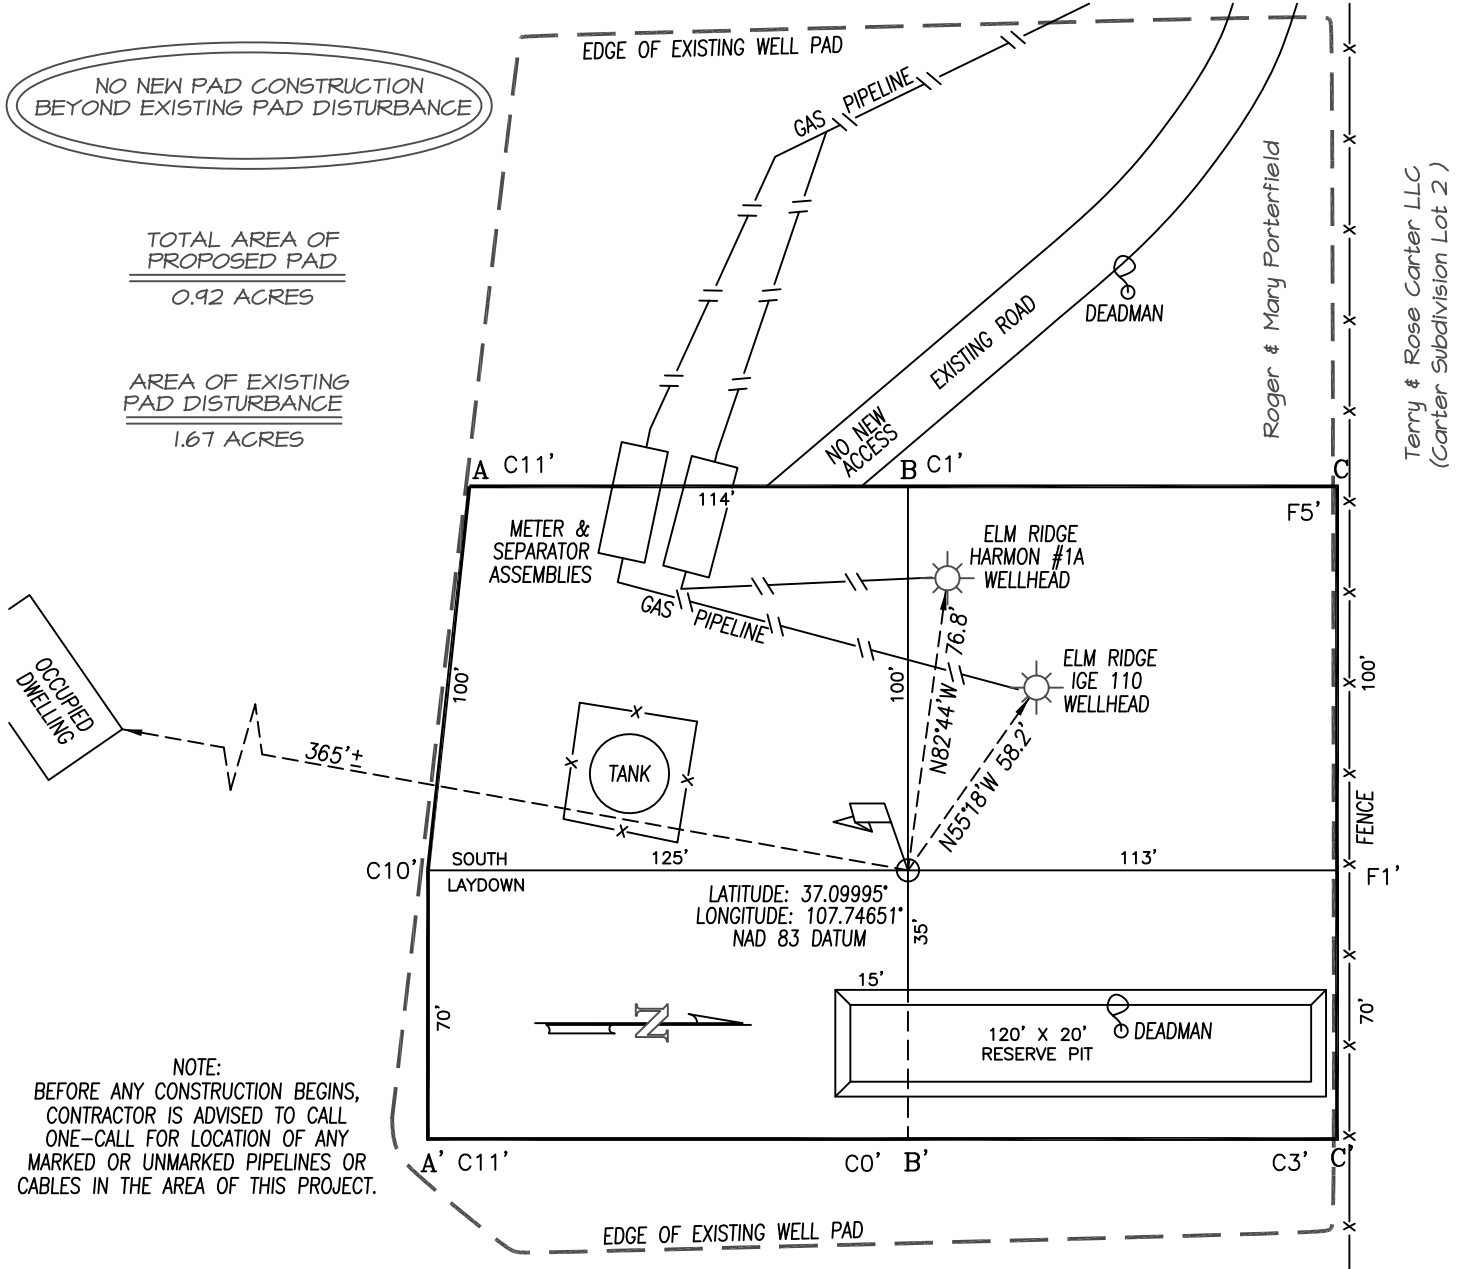 EDGE OF EXISTING WELL PAD
NO NEW PAD CONSTRUCTION
BEYOND EXISTING PAD DISTURBANCE
GAS PIPELINE
TOTAL AREA OF
PROPOSED PAD
0.92 ACRES
AREA OF EXISTING
PAD DISTURBANCE
1.67 ACRES
DEADMAN
EXISTING ROAD
NO NEW
ACCESS
Roger & Mary Porterfield
Terry & Rose Carter LLC
(Carter Subdivision Lot 2 )
A C11'
B C1'
C
114'
F5'
METER &
SEPARATOR
ASSEMBLIES
ELM RIDGE
HARMON #1A
WELLHEAD
GAS PIPELINE
ELM RIDGE
IGE 110
WELLHEAD
OCCUPIED
DWELLING
100'
100'
100'
N82°44'W 76.8'
N55°18'W 58.2'
365'±
TANK
FENCE
C10'
SOUTH
LAYDOWN
125'
113'
F1'
LATITUDE: 37.09995°
LONGITUDE: 107.74651°
NAD 83 DATUM
35'
15'
70'
N
120' X 20'
RESERVE PIT
DEADMAN
70'
NOTE:
BEFORE ANY CONSTRUCTION BEGINS,
CONTRACTOR IS ADVISED TO CALL
ONE-CALL FOR LOCATION OF ANY
MARKED OR UNMARKED PIPELINES OR
CABLES IN THE AREA OF THIS PROJECT.
A' C11'
C0' B'
C3' C'
EDGE OF EXISTING WELL PAD